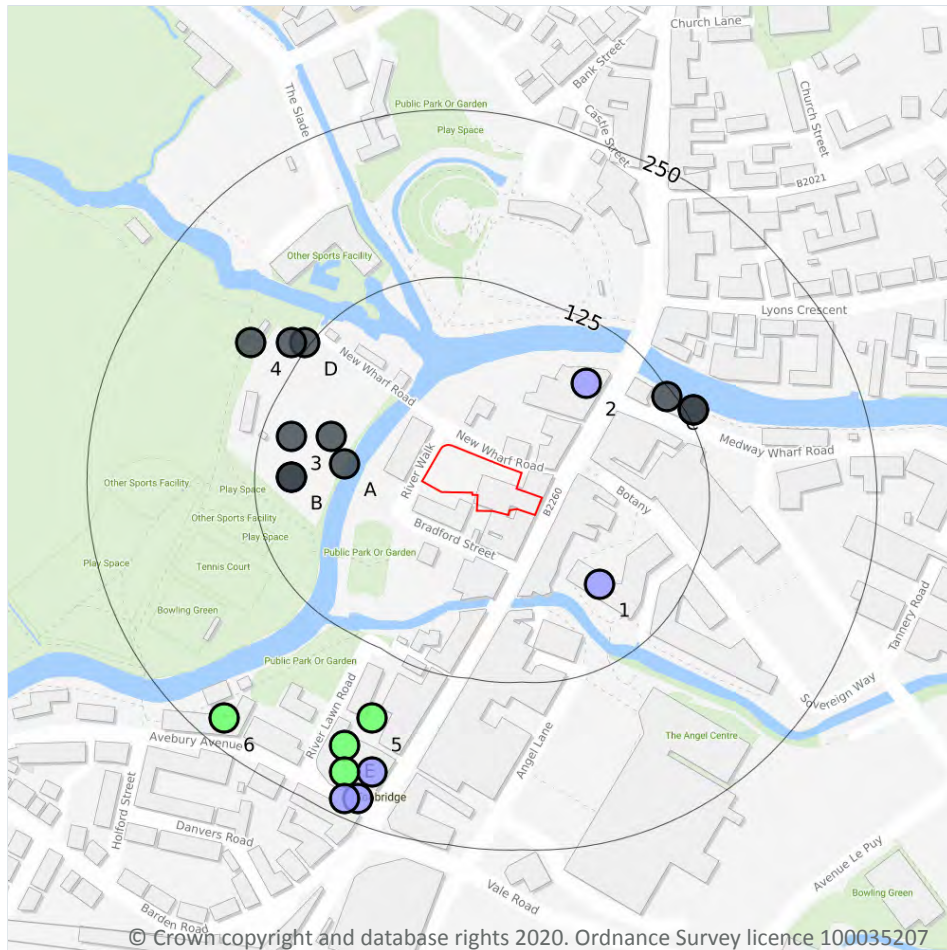 Church Lane
Bank Street
The Slade
Public Park Or Garden
Play Space
Castle Street
Church Street
250
B2021
Other Sports Facility
125
Lyons Crescent
4
D
New Wharf Road
2
C
Medway Wharf Road
3
A
B
River Walk
New Wharf Road
B2260
Botany
Other Sports Facility
Play Space
Other Sports Facility
Play Space
Play Space
Tennis Court
Bowling Green
Public Park Or Garden
Bradford Street
1
Tannery Road
Public Park Or Garden
River Lawn Road
Sovereign Way
The Angel Centre
Angel Lane
Avebury Avenue
6
5
E
Holford Street
Danvers Road
Barden Road
Vale Road
Avenue Le Puy
Bowling Green
© Crown copyright and database rights 2020. Ordnance Survey licence 100035207